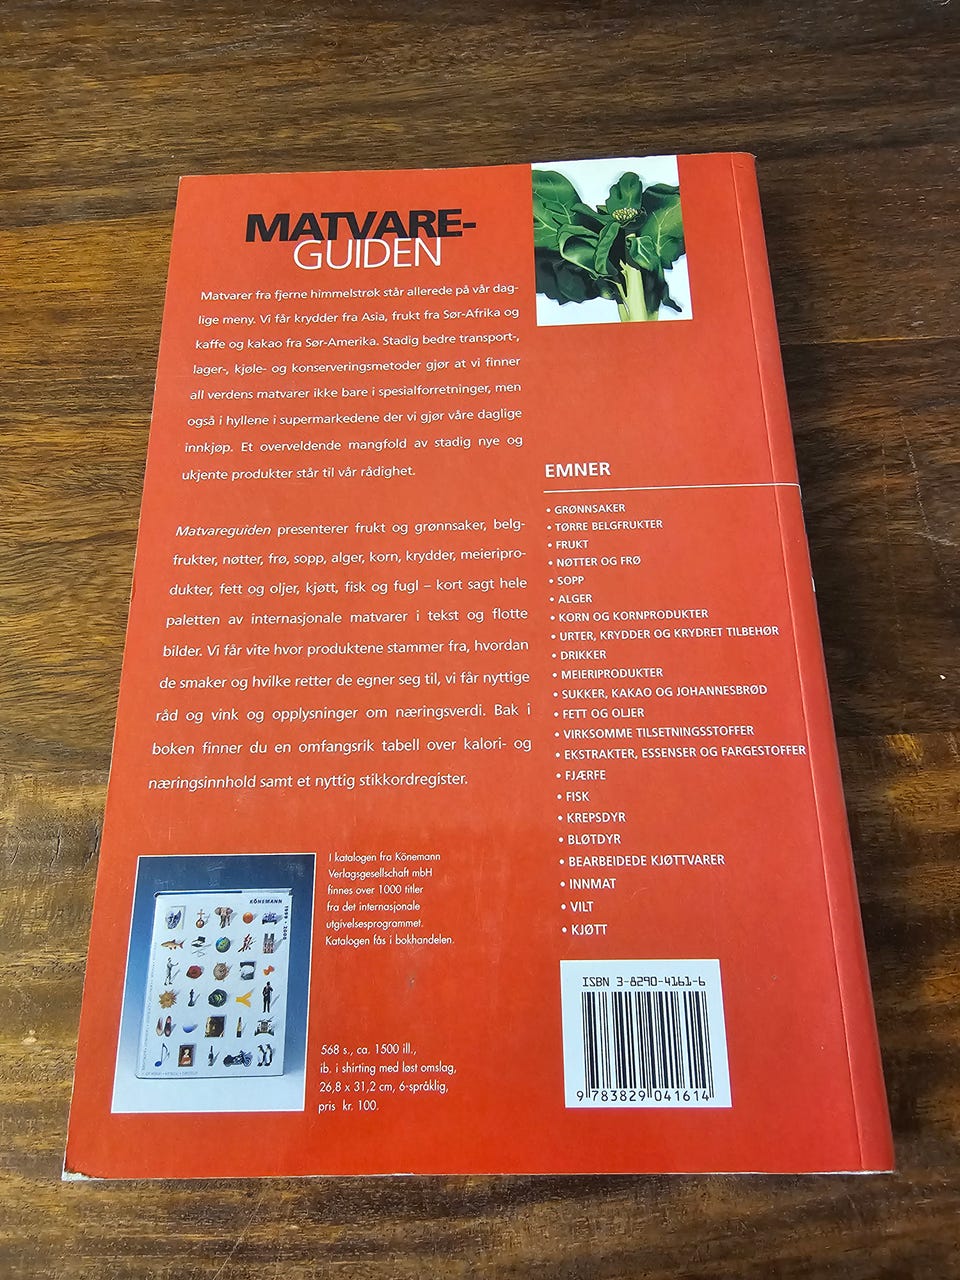 MATVARE-
GUIDEN
Matvarer fra fjerne himmelstrøk står allerede på vår dag-
lige meny. Vi får krydder fra Asia, frukt fra Sør-Afrika og
kaffe og kakao fra Sør-Amerika. Stadig bedre transport-,
lager-, kjøle- og konserveringsmetoder gjør at vi finner
all verdens matvarer ikke bare i spesialforretninger, men
også i hyllene i supermarkedene der vi gjør våre daglige
innkjøp. Et overveldende mangfold av stadig nye og
ukjente produkter står til vår rådighet.
Matvareguiden presenterer frukt og grønnsaker, belg-
frukter, nøtter, frø, sopp, alger, korn, krydder, meieripro-
dukter, fett og oljer, kjøtt, fisk og fugl – kort sagt hele
paletten av internasjonale matvarer i tekst og flotte
bilder. Vi får vite hvor produktene stammer fra, hvordan
de smaker og hvilke retter de egner seg til, vi får nyttige
råd og vink og opplysninger om næringsverdi. Bak i
boken finner du en omfangsrik tabell over kalori- og
næringsinnhold samt et nyttig stikkordregister.
EMNER
• GRØNNSAKER
• TØRRE BELGFRUKTER
• FRUKT
• NØTTER OG FRØ
• SOPP
• ALGER
• KORN OG KORNPRODUKTER
• URTER, KRYDDER OG KRYDRET TILBEHØR
• DRIKKER
• MEIERIPRODUKTER
• SUKKER, KAKAO OG JOHANNESBRØD
• FETT OG OLJER
• VIRKSOMME TILSETNINGSSTOFFER
• EKSTRAKTER, ESSENSER OG FARGESTOFFER
• FJÆRFE
• FISK
• KREPSDYR
• BLØTDYR
• BEARBEIDEDE KJØTTVARER
• INNMAT
• VILT
• KJØTT
I katalogen fra Könemann
Verlagsgesellschaft mbH
finnes over 1000 titler
fra det internasjonale
utgivelsesprogrammet.
Katalogen fås i bokhandelen.
KÖNEMANN
1999 • 2000
568 s., ca. 1500 ill.,
ib. i shirting med løst omslag,
26,8 x 31,2 cm, 6-språklig,
pris kr. 100.
ISBN 3-8290-4161-6
9 783829 041614